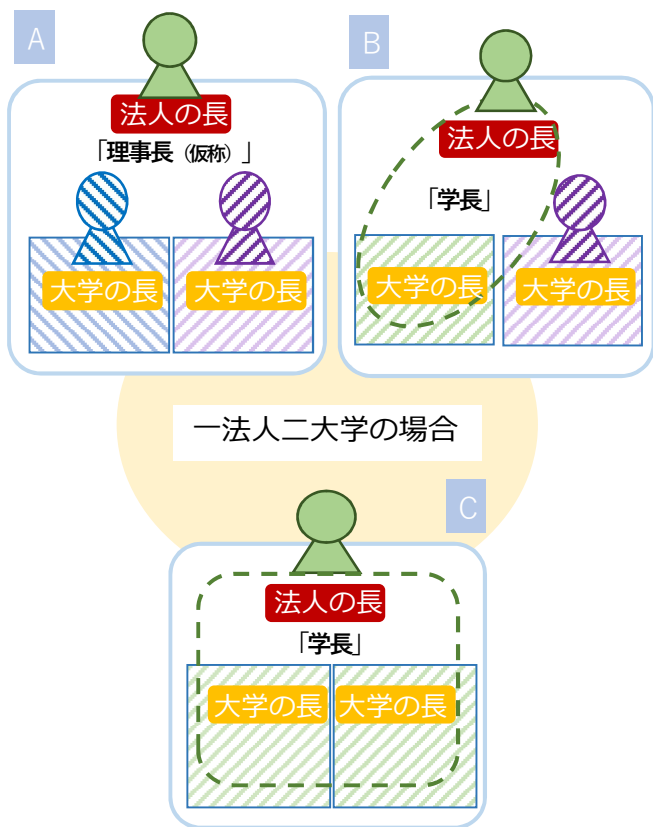 A
法人の長
「理事長（仮称）」
大学の長
大学の長
B
法人の長
「学長」
大学の長
大学の長
一法人二大学の場合
C
法人の長
「学長」
大学の長
大学の長